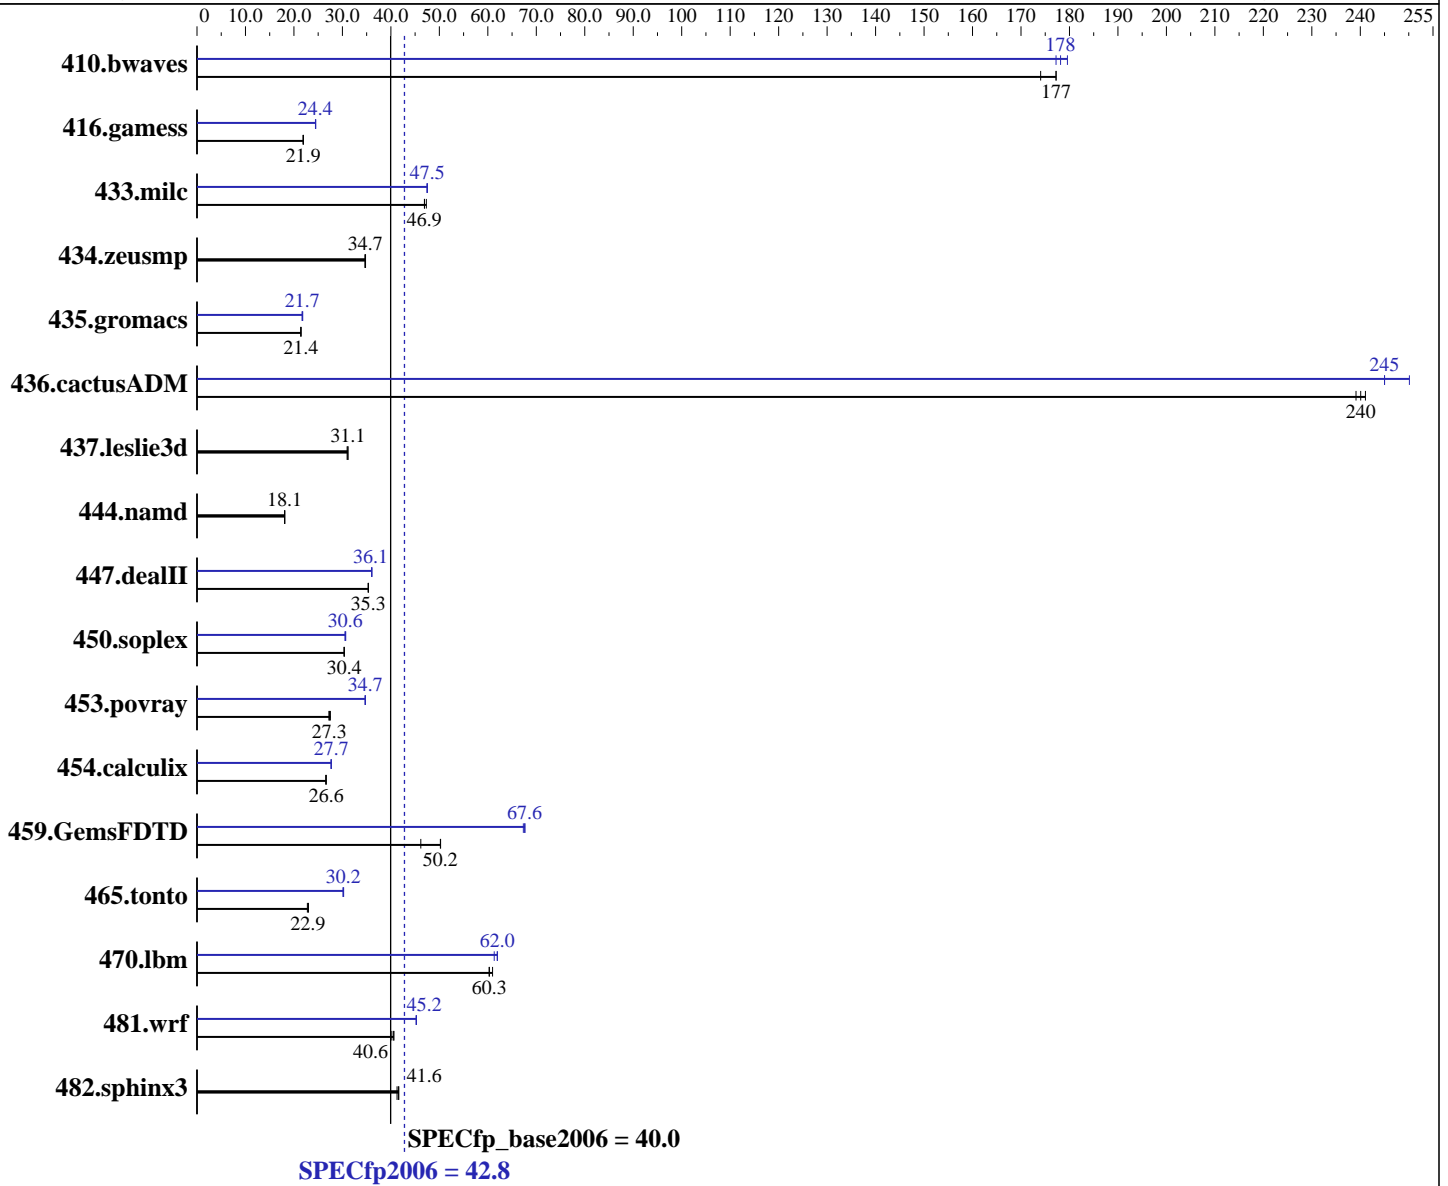 0 10.0 20.0 30.0 40.0 50.0 60.0 70.0 80.0 90.0 100 110 120 130 140 150 160 170 180 190 200 210 220 230 240 255
178
410.bwaves
177
24.4
416.gamess
21.9
47.5
433.milc
46.9
34.7
434.zeusmp
21.7
435.gromacs
21.4
245
436.cactusADM
240
31.1
437.leslie3d
18.1
444.namd
36.1
447.dealII
35.3
30.6
450.soplex
30.4
34.7
453.povray
27.3
27.7
454.calculix
26.6
67.6
459.GemsFDTD
50.2
30.2
465.tonto
22.9
62.0
470.lbm
60.3
45.2
481.wrf
40.6
41.6
482.sphinx3
SPECfp_base2006 = 40.0
SPECfp2006 = 42.8